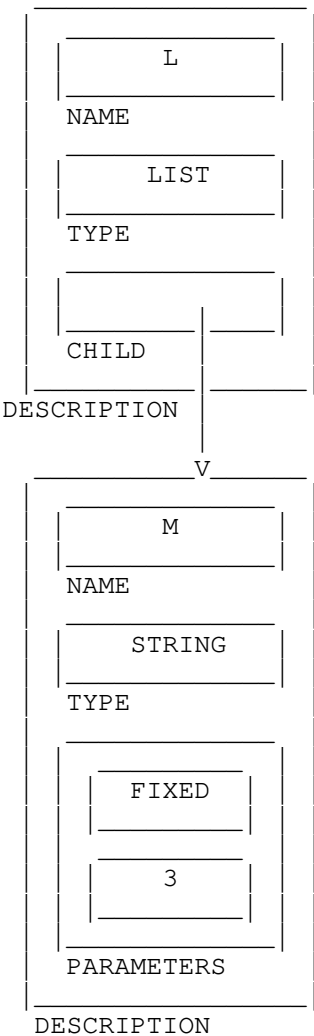 L
NAME
LIST
TYPE
CHILD
DESCRIPTION
V
M
NAME
STRING
TYPE
FIXED
3
PARAMETERS
DESCRIPTION